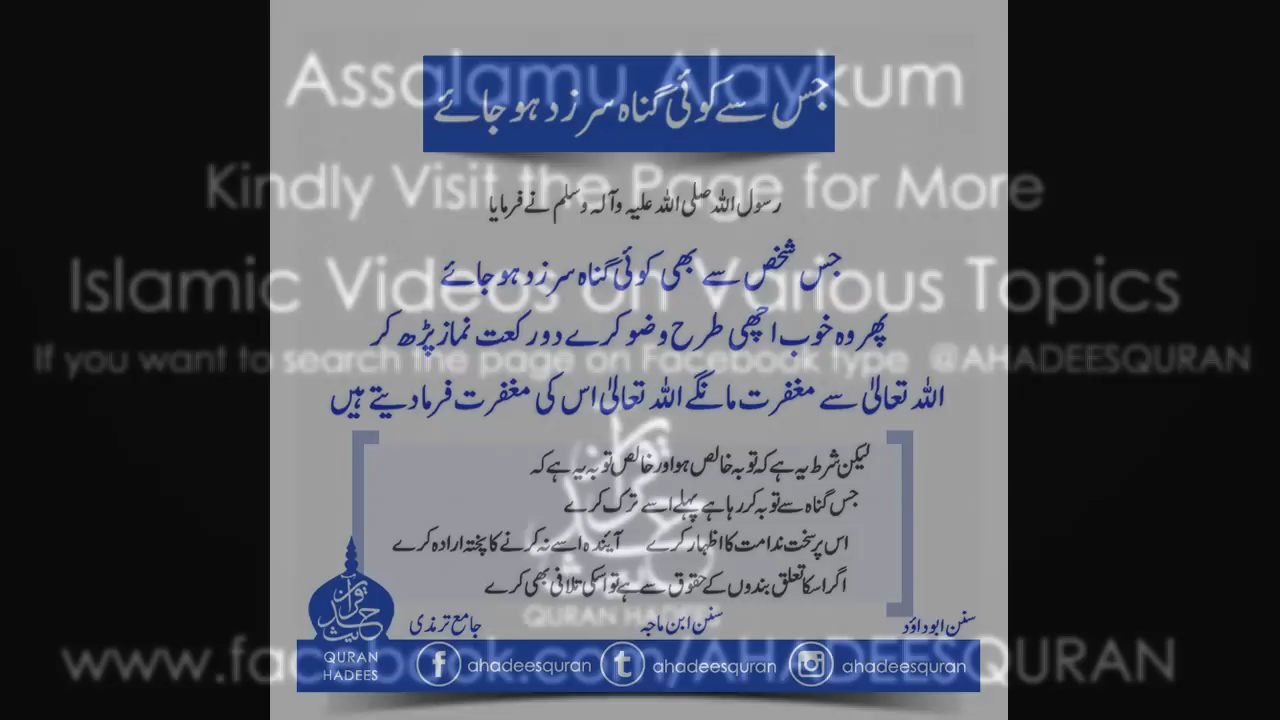 Assalamu Alaykum
جس سے کوئی گناہ سرزد ہو جائے
Kindly Visit the Page for More
رسول اللہ صلی اللہ علیہ وآلہ وسلم نے فرمایا
جس شخص سے بھی کوئی گناہ سرزد ہو جائے
Islamic Videos on Various Topics
پھر وہ خوب اچھی طرح وضو کرے دو رکعت نماز پڑھ کر
If you want to search the page on Facebook type @AHADEESQURAN
اللہ تعالیٰ سے مغفرت مانگے اللہ تعالیٰ اس کی مغفرت فرما دیتے ہیں
لیکن شرط یہ ہے کہ توبہ خالص ہو اور خالص توبہ یہ ہے کہ
جس گناہ سے توبہ کر رہا ہے پہلے اسے ترک کرے
اس پر سخت ندامت کا اظہار کرے آیندہ اسے نہ کرنے کا پختہ ارادہ کرے
اگر اسکا تعلق بندوں کے حقوق سے ہے تو اسکی تلافی بھی کرے
قرآن حدیث
QURAN HADEES
سنن ابو داؤد سنن ابن ماجہ جامع ترمذی
قرآن حدیث
QURAN
HADEES
ahadeesquran ahadeesquran ahadeesquran
www.facebook.com/AHADEESQURAN